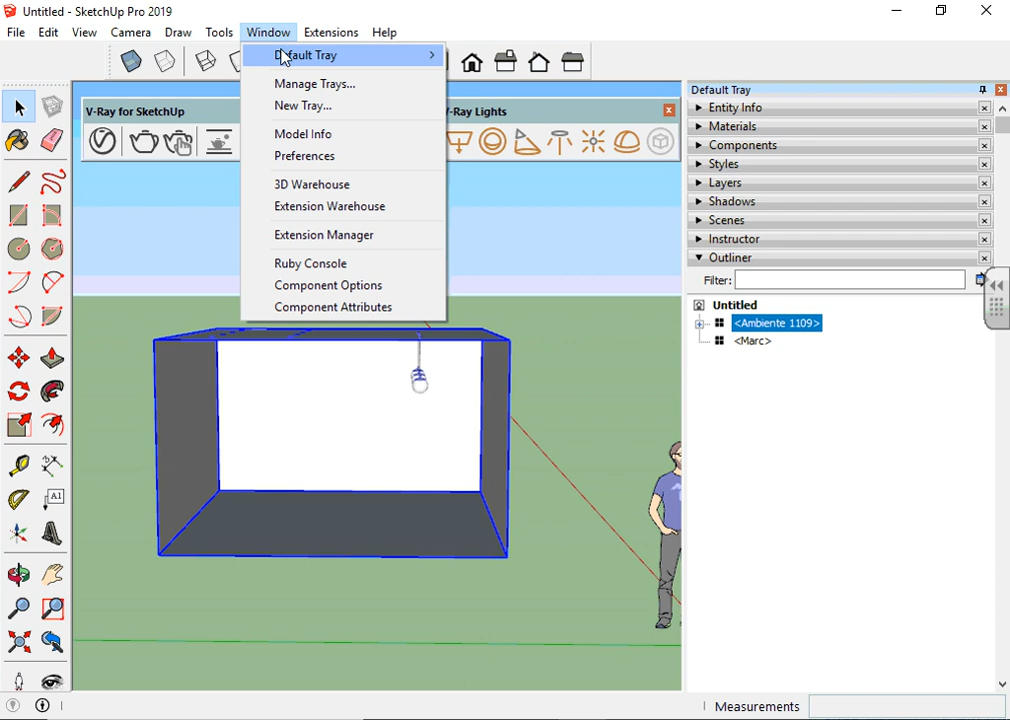 Untitled - SketchUp Pro 2019
File Edit View Camera Draw Tools Window Extensions Help
Default Tray
Manage Trays...
New Tray...
Model Info
Preferences
3D Warehouse
Extension Warehouse
Extension Manager
Ruby Console
Component Options
Component Attributes
V-Ray for SketchUp
V-Ray Lights
A1
Default Tray
Entity Info
Materials
Components
Styles
Layers
Shadows
Scenes
Instructor
Outliner
Filter:
Untitled
<Ambiente 1109>
<Marc>
Measurements